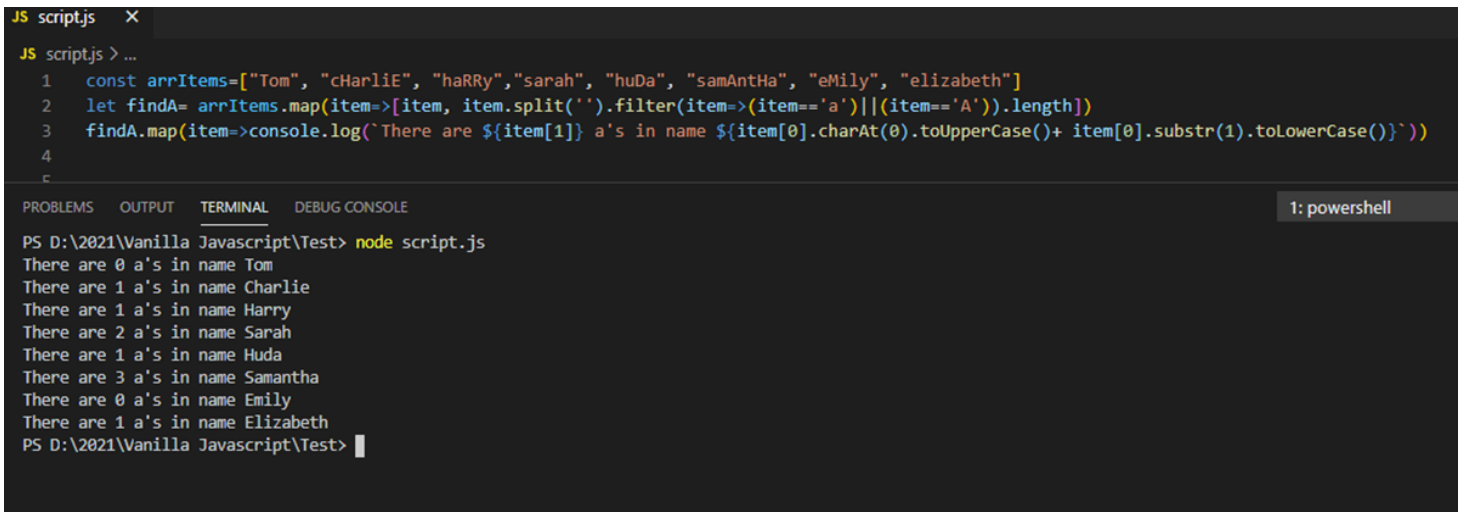 JS script.js ×
JS script.js > ...
1 const arrItems=["Tom", "cHarliE", "haRRy","sarah", "huDa", "samAntHa", "eMily", "elizabeth"]
2 let findA= arrItems.map(item=>[item, item.split('').filter(item=>(item=='a')||(item=='A')).length])
3 findA.map(item=>console.log(`There are ${item[1]} a's in name ${item[0].charAt(0).toUpperCase()+ item[0].substr(1).toLowerCase()}`))
4
5
PROBLEMS OUTPUT TERMINAL DEBUG CONSOLE 1: powershell
PS D:\2021\Vanilla Javascript\Test> node script.js
There are 0 a's in name Tom
There are 1 a's in name Charlie
There are 1 a's in name Harry
There are 2 a's in name Sarah
There are 1 a's in name Huda
There are 3 a's in name Samantha
There are 0 a's in name Emily
There are 1 a's in name Elizabeth
PS D:\2021\Vanilla Javascript\Test>